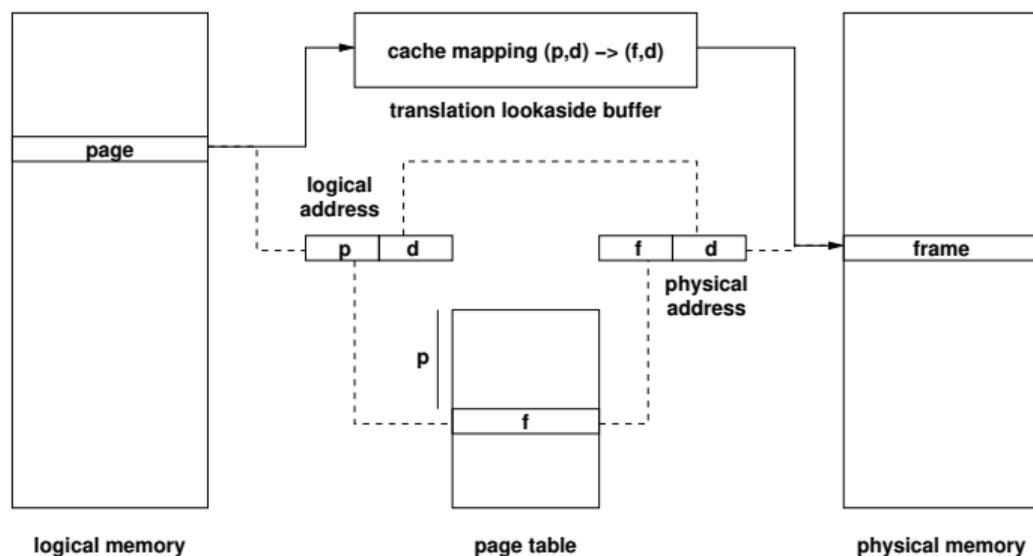 cache mapping (p,d) −> (f,d)
translation lookaside buffer
page
logical
address
p d
f d
frame
physical
address
p
f
logical memory
page table
physical memory